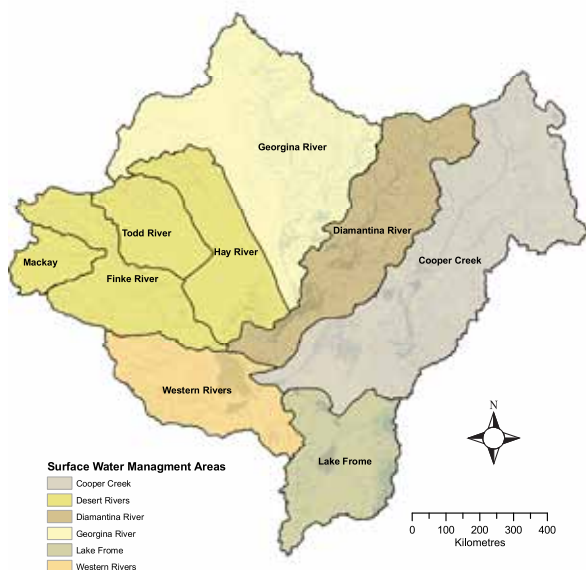 Georgina River
Todd River
Diamantina River
Hay River
Mackay
Cooper Creek
Finke River
Western Rivers
N
Lake Frome
Surface Water Managment Areas
Cooper Creek
Desert Rivers
Diamantina River
Georgina River
Lake Frome
Western Rivers
0 100 200 300 400
Kilometres